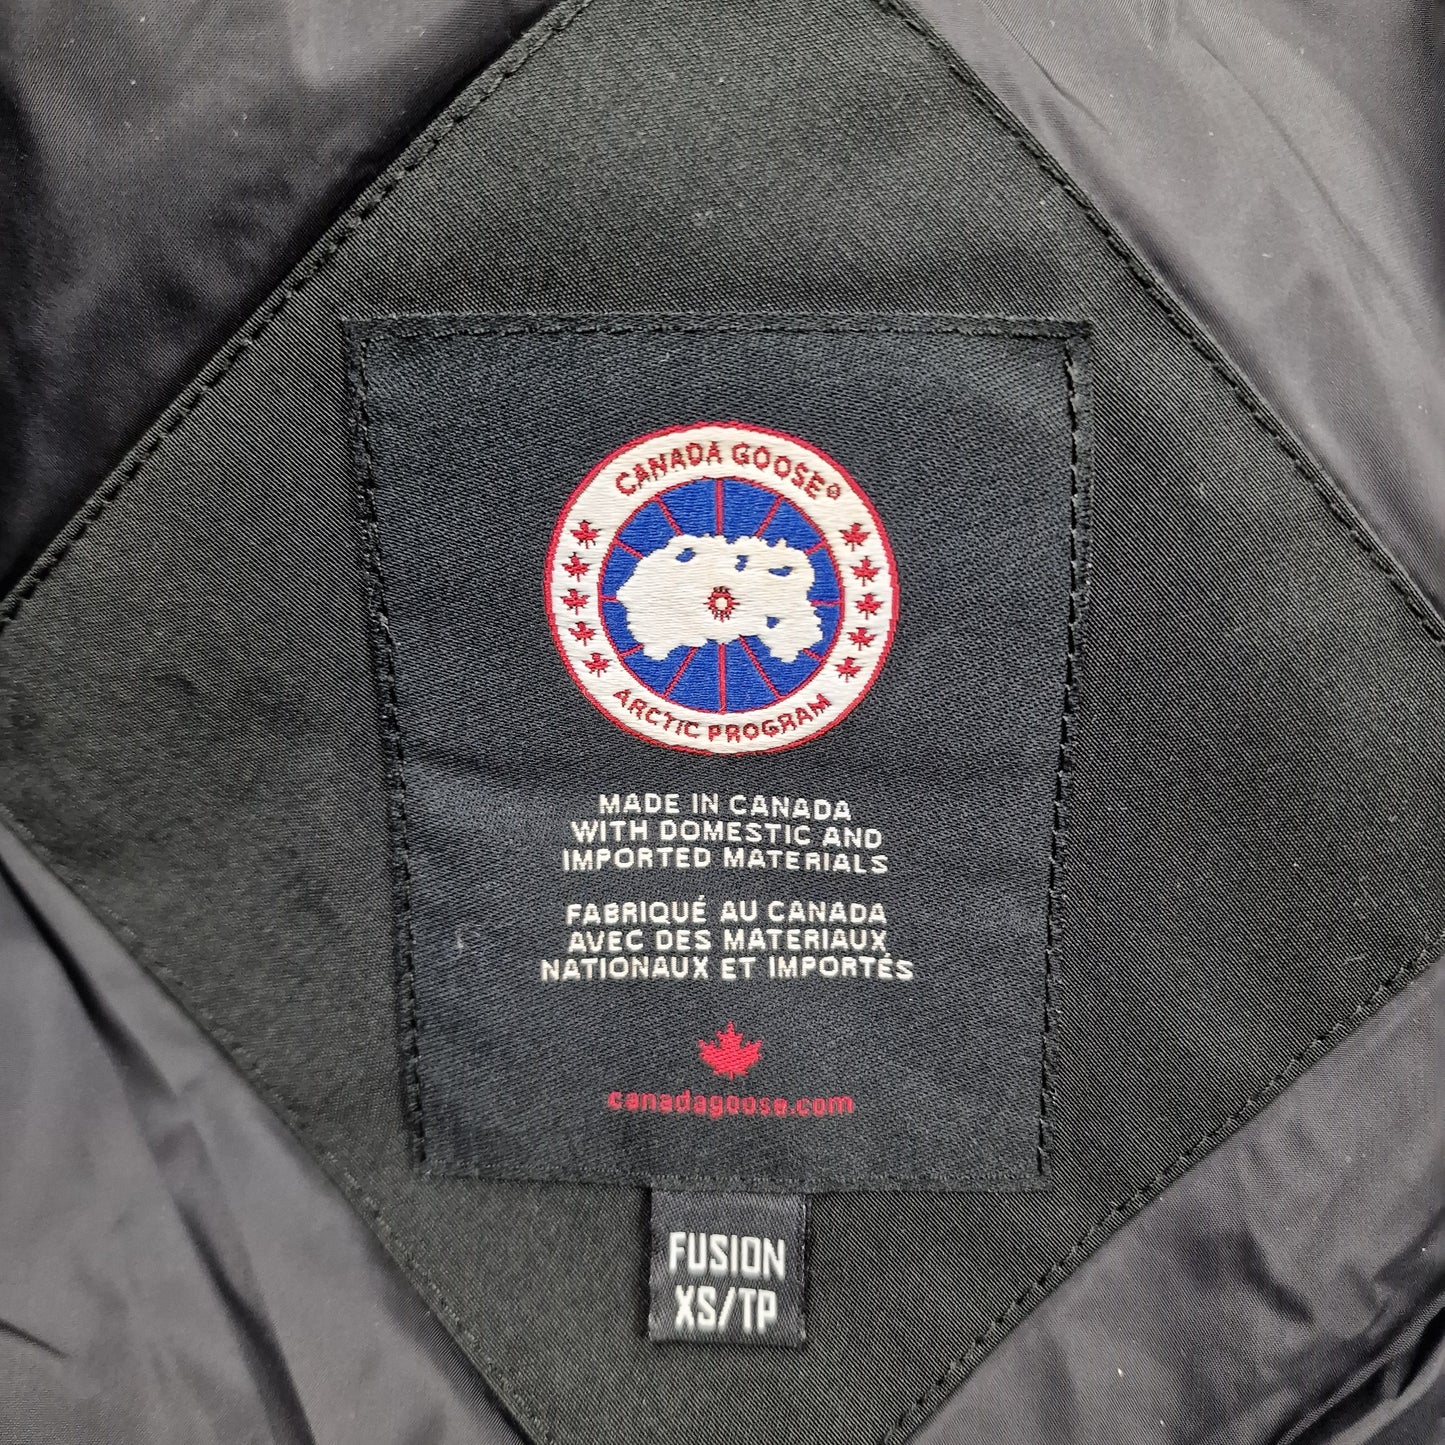 CANADA GOOSE®
ARCTIC PROGRAM
MADE IN CANADA
WITH DOMESTIC AND
IMPORTED MATERIALS
FABRIQUÉ AU CANADA
AVEC DES MATERIAUX
NATIONAUX ET IMPORTÉS
canadagoose.com
FUSION
XS/TP